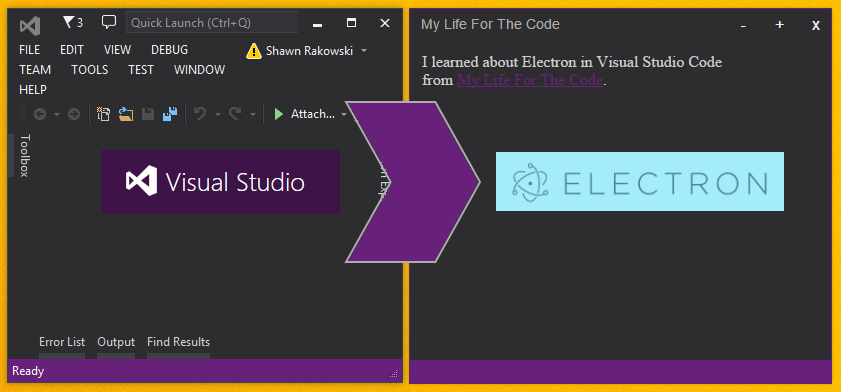 3 Quick Launch (Ctrl+Q)
FILE EDIT VIEW DEBUG
Shawn Rakowski
TEAM TOOLS TEST WINDOW
HELP
Attach...
Toolbox
Visual Studio
Error List Output Find Results
Ready
My Life For The Code - + x
I learned about Electron in Visual Studio Code
from My Life For The Code.
ELECTRON